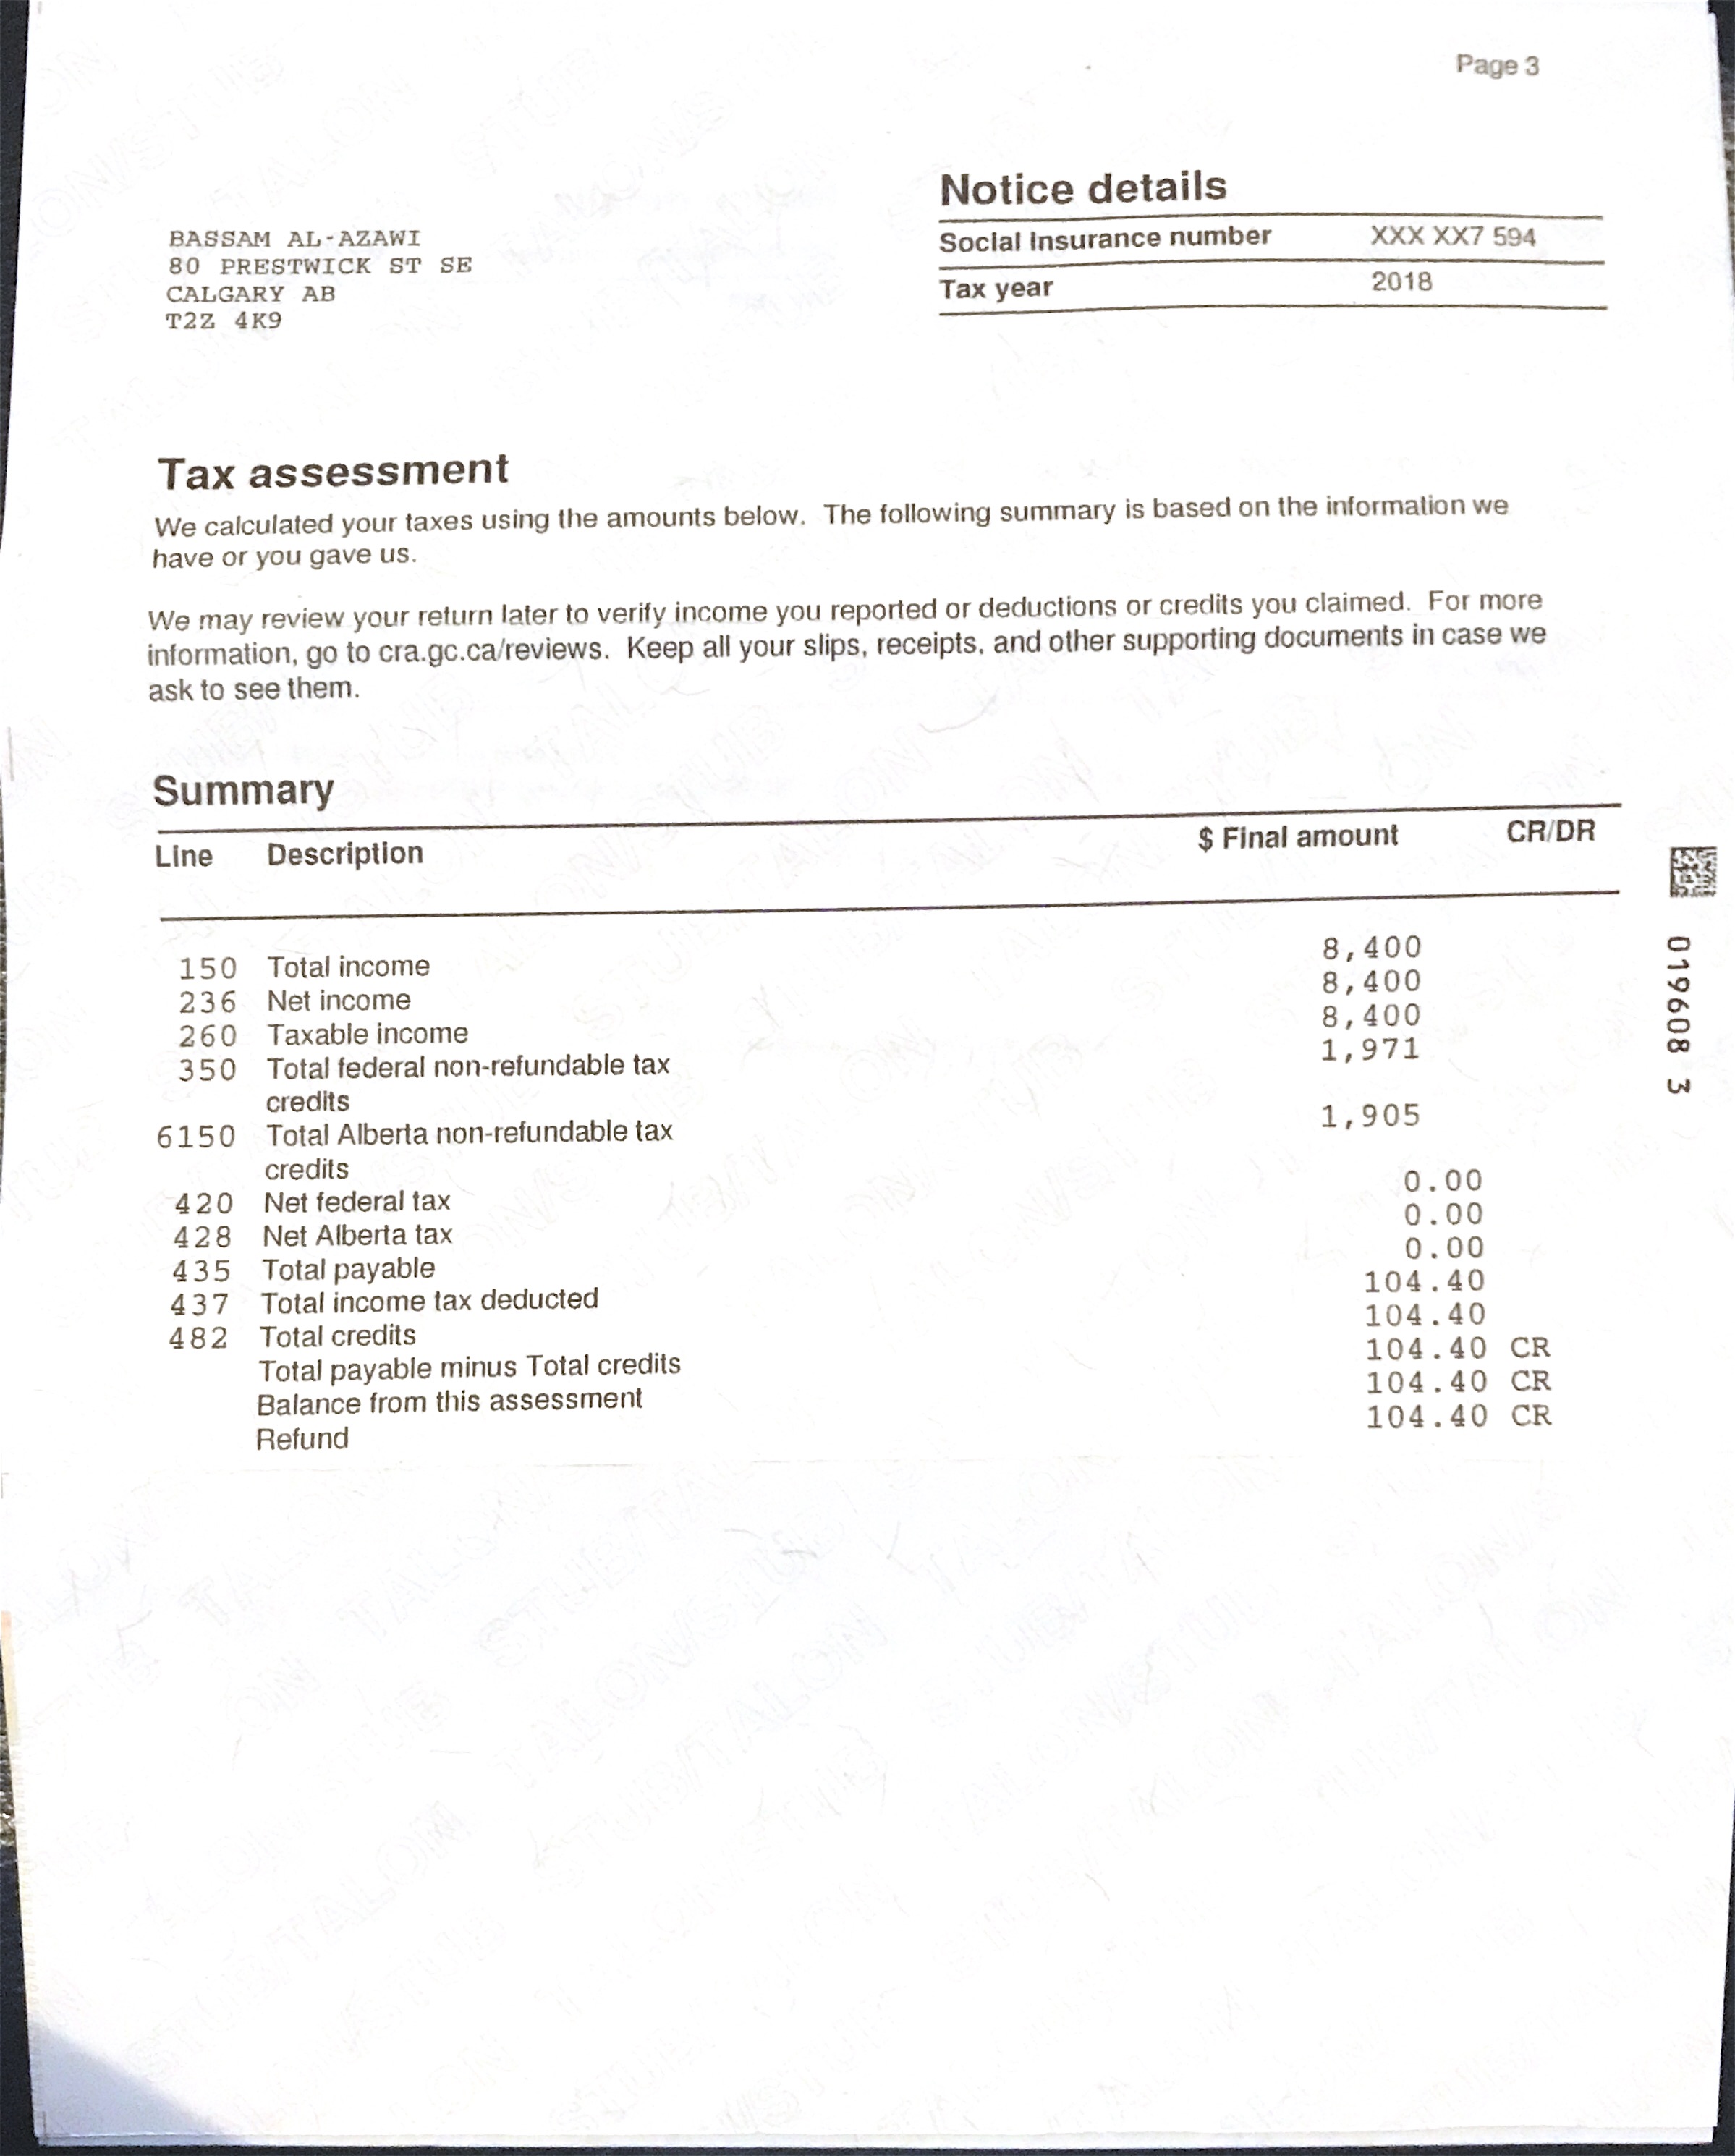 Page 3
Notice details
BASSAM AL-AZAWI
80 PRESTWICK ST SE
CALGARY AB
T2Z 4K9
Social insurance number XXX XX7 594
Tax year 2018
Tax assessment
We calculated your taxes using the amounts below. The following summary is based on the information we
have or you gave us.
We may review your return later to verify income you reported or deductions or credits you claimed. For more
information, go to cra.gc.ca/reviews. Keep all your slips, receipts, and other supporting documents in case we
ask to see them.
Summary
Line Description $ Final amount CR/DR
150 Total income 8,400
236 Net income 8,400
260 Taxable income 8,400
350 Total federal non-refundable tax 1,971
credits
6150 Total Alberta non-refundable tax 1,905
credits
420 Net federal tax 0.00
428 Net Alberta tax 0.00
435 Total payable 0.00
437 Total income tax deducted 104.40
482 Total credits 104.40
Total payable minus Total credits 104.40 CR
Balance from this assessment 104.40 CR
Refund 104.40 CR
019608 3